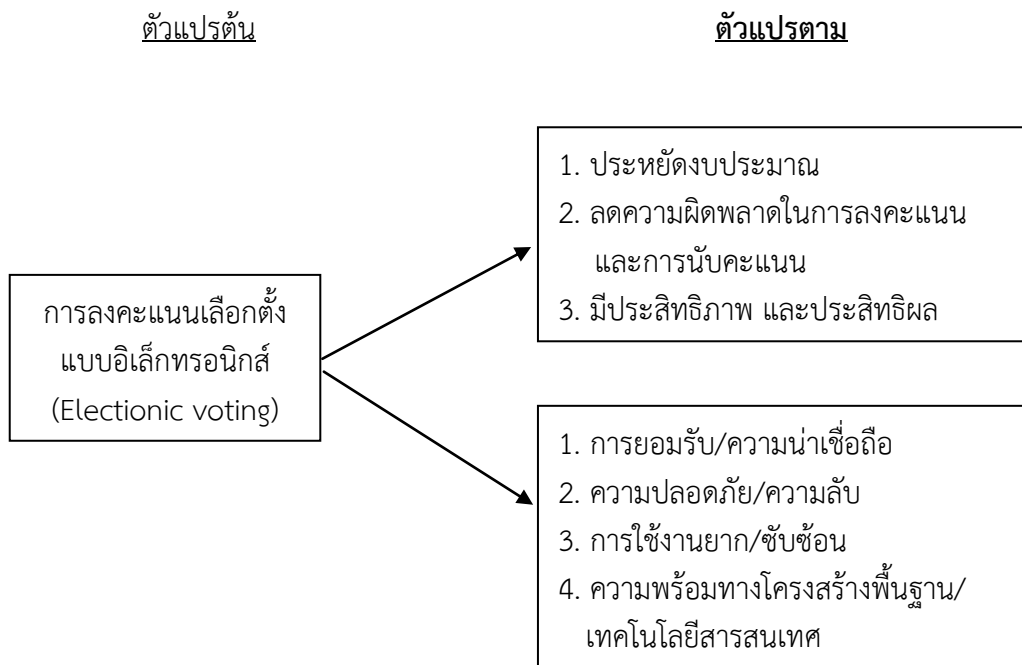 ตัวแปรต้น
ตัวแปรตาม
การลงคะแนนเลือกตั้ง
แบบอิเล็กทรอนิกส์
(Electionic voting)
1. ประหยัดงบประมาณ
2. ลดความผิดพลาดในการลงคะแนน
และการนับคะแนน
3. มีประสิทธิภาพ และประสิทธิผล
1. การยอมรับ/ความน่าเชื่อถือ
2. ความปลอดภัย/ความลับ
3. การใช้งานยาก/ซับซ้อน
4. ความพร้อมทางโครงสร้างพื้นฐาน/
เทคโนโลยีสารสนเทศ